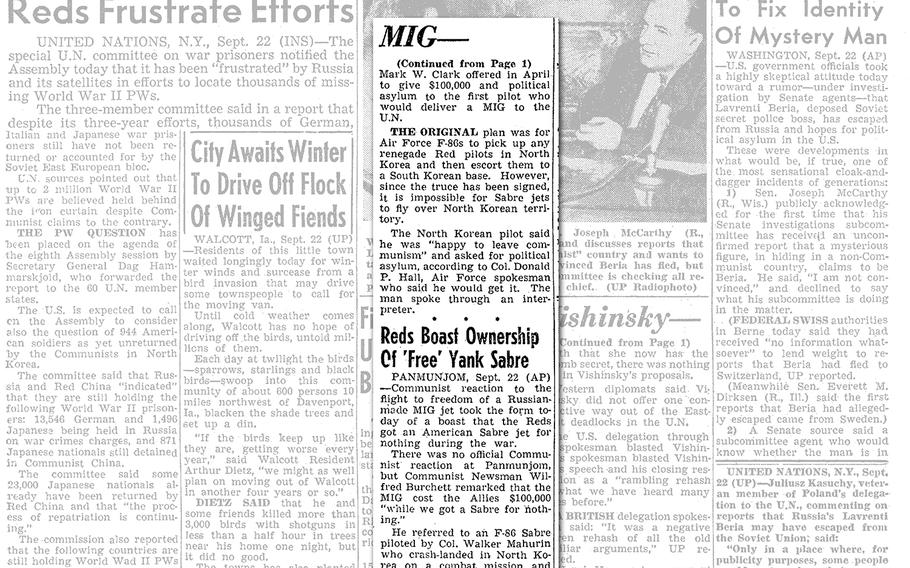 Reds Frustrate Efforts
UNITED NATIONS, N.Y., Sept. 22 (INS)—The
special U.N. committee on war prisoners notified the
Assembly today that it has been "frustrated" by Russia
and its satellites in efforts to locate thousands of miss-
ing World War II PWs.
The three-member committee said in a report that
despite its three-year efforts, thousands of German,
Italian and Japanese war pris-
oners still have not been re-
turned or accounted for by the
Soviet East European bloc.
U.N. sources pointed out that
up to 2 million World War II
PWs are believed held behind
the iron curtain despite Com-
munist claims to the contrary.
THE PW QUESTION has
been placed on the agenda of
the eighth Assembly session by
Secretary General Dag Ham-
marskjold, who forwarded the
report to the 60 U.N. member
states.
The U.S. is expected to call
on the Assembly to consider
also the question of 944 Ameri-
can soldiers as yet unreturned
by the Communists in North
Korea.
The committee said that Rus-
sia and Red China "indicated"
that they are still holding the
following World War II prison-
ers: 13,546 German and 1,496
Japanese being held in Russia
on war crimes charges, and 871
Japanese nationals still detained
in Communist China.
The committee said some
23,000 Japanese nationals al-
ready have been returned by
Red China and that "the proc-
ess of repatriation is continu-
ing."
The commission also reported
that the following countries are
still holding World War II PWs
City Awaits Winter
To Drive Off Flock
Of Winged Fiends
WALCOTT, Ia., Sept. 22 (UP)
—Residents of this little town
waited longingly today for win-
ter winds and surcease from a
bird invasion that may drive
some townspeople to call for
the moving van.
Until cold weather comes
along, Walcott has no hope of
driving off the birds, untold mil-
lions of them.
Each day at twilight the birds
—sparrows, starlings and black
birds—swoop into this com-
munity of about 600 persons 10
miles northwest of Davenport,
Ia., blacken the shade trees and
set up a din.
"If the birds keep up like
they are, getting worse every
year," said Walcott Resident
Arthur Dietz, "we might as well
plan on moving out of Walcott
in another four years or so."
DIETZ SAID that he and
some friends killed more than
3,000 birds with shotguns in
less than a half hour in trees
near his home one night, but
it did no good.
The towns has also planted
MIG—
(Continued from Page 1)
Mark W. Clark offered in April
to give $100,000 and political
asylum to the first pilot who
would deliver a MIG to the
U.N.
THE ORIGINAL plan was for
Air Force F-86s to pick up any
renegade Red pilots in North
Korea and then escort them to
a South Korean base. However,
since the truce has been signed,
it is impossible for Sabre jets
to fly over North Korean terri-
tory.
The North Korean pilot said
he was "happy to leave com-
munism" and asked for political
asylum, according to Col. Donald
P. Hall, Air Force spokesman
who said he would get it. The
man spoke through an inter-
preter.
Reds Boast Ownership
Of 'Free' Yank Sabre
PANMUNJOM, Sept. 22 (AP)
—Communist reaction to the
flight to freedom of a Russian-
made MIG jet took the form to-
day of a boast that the Reds
got an American Sabre jet for
nothing during the war.
There was no official Commu-
nist reaction at Panmunjom,
but Communist Newsman Wil-
fred Burchet remarked that the
MIG cost the Allies $100,000
"while we got a Sabre for noth-
ing."
He referred to an F-86 Sabre
piloted by Col. Walker Mahurin
who crash-landed in North Ko-
rea on a combat mission and
Joseph McCarthy (R.,
and discusses reports that
ist" country and wants to
vinced Beria has fled, but
mmittee is checking all re-
chief. (UP Radiophoto)
ishinsky—
ontinued from Page 1)
that she now has the
mb secret, there was nothing
n Vishinsky's proposals.
estern diplomats said Vi-
sky did not offer one con-
ctive way out of the East-
deadlocks in the U.N.
e U.S. delegation through
spokesman blasted Vishin-
speech and his closing res-
on as a "rambling rehash
what we have heard many
s before."
BRITISH delegation spokes-
said: "It was a negative
en rehash of all the old
liar arguments," UP re-
ed.
To Fix Identity
Of Mystery Man
WASHINGTON, Sept. 22 (AP)
—U.S. government officials took
a highly skeptical attitude today
toward a rumor—under investi-
gation by Senate agents—that
Lavrenti Beria, deposed Soviet
secret police boss, has escaped
from Russia and hopes for polit-
ical asylum in the U.S.
These were developments in
what would be, if true, one of
the most sensational cloak-and-
dagger incidents of generations:
1) Sen. Joseph McCarthy
(R., Wis.) publicly acknowledg-
ed for the first time that his
Senate investigations subcom-
mittee has received an uncon-
firmed report that a mysterious
figure, in hiding in a non-Com-
munist country, claims to be
Beria. He said, "I am not con-
vinced," and declined to say
what his subcommittee is doing
in the matter.
(FEDERAL SWISS authorities
in Berne today said they had
received "no information what-
soever" to lend weight to re-
ports that Beria had fled to
Switzerland, UP reported.
(Meanwhile Sen. Everett M.
Dirksen (R., Ill.) said the first
reports that Beria had alleged-
ly escaped came from Sweden.)
2) A Senate source said a
subcommittee agent who would
know whether the man is in
UNITED NATIONS, N.Y., Sept.
22 (UP)—Juliusz Kasuchy, veter-
an member of Poland's delega-
tion to the U.N., commenting on
reports that Russia's Lavrenti
Beria may have escaped from
the Soviet Union; said:
"Only in a place where, for
publicity purposes, some people